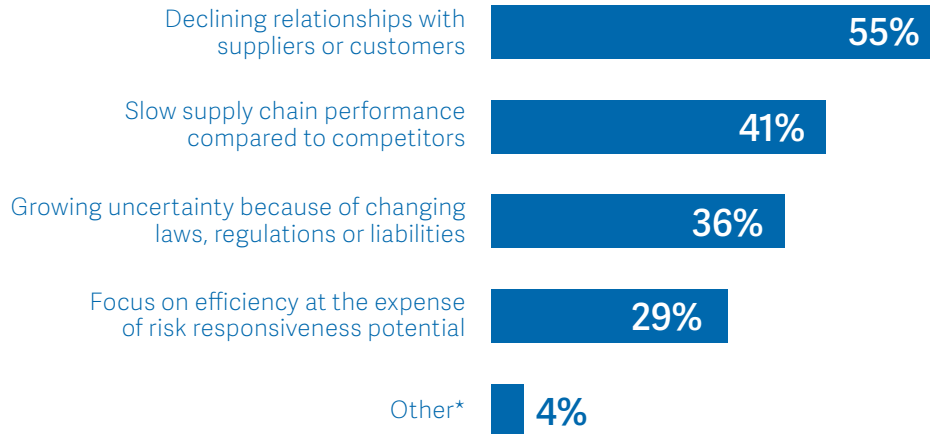 Declining relationships with
suppliers or customers
55%
Slow supply chain performance
compared to competitors
41%
Growing uncertainty because of changing
laws, regulations or liabilities
36%
Focus on efficiency at the expense
of risk responsiveness potential
29%
Other*
4%